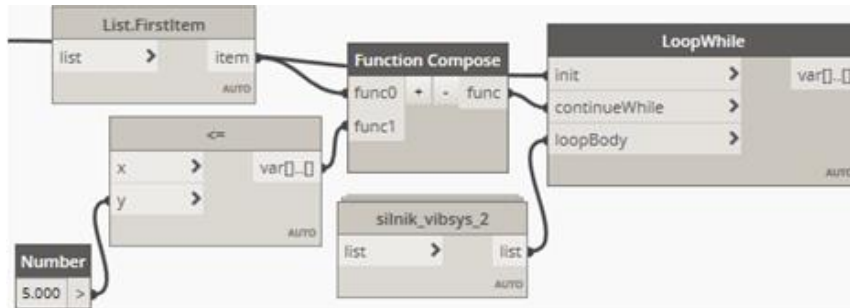 List.FirstItem
list > item
AUTO
Function Compose
func0 + - func
func1
LoopWhile
init > var[]..[]
continueWhile >
loopBody >
AUTO
<=
x > var[]..[]
y >
AUTO
silnik_vibsys_2
list > list
AUTO
Number
5.000 >